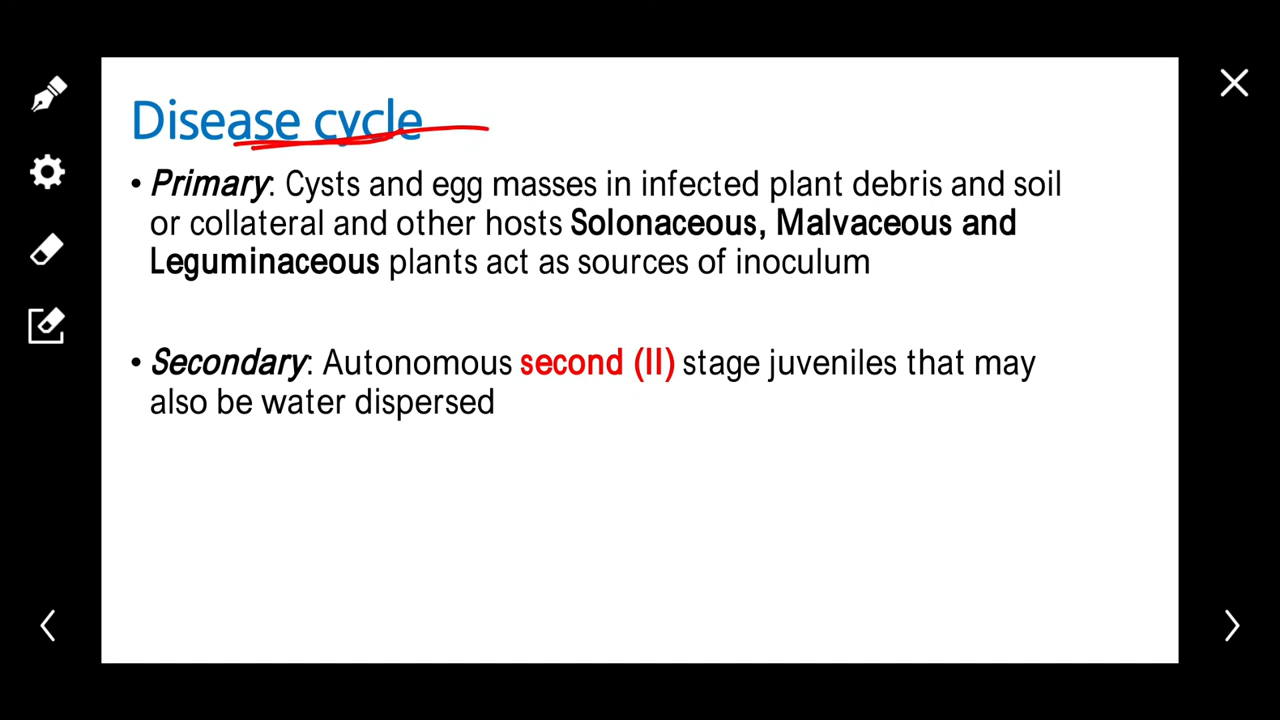 Disease cycle
• Primary: Cysts and egg masses in infected plant debris and soil
or collateral and other hosts Solonaceous, Malvaceous and
Leguminaceous plants act as sources of inoculum
• Secondary: Autonomous second (II) stage juveniles that may
also be water dispersed